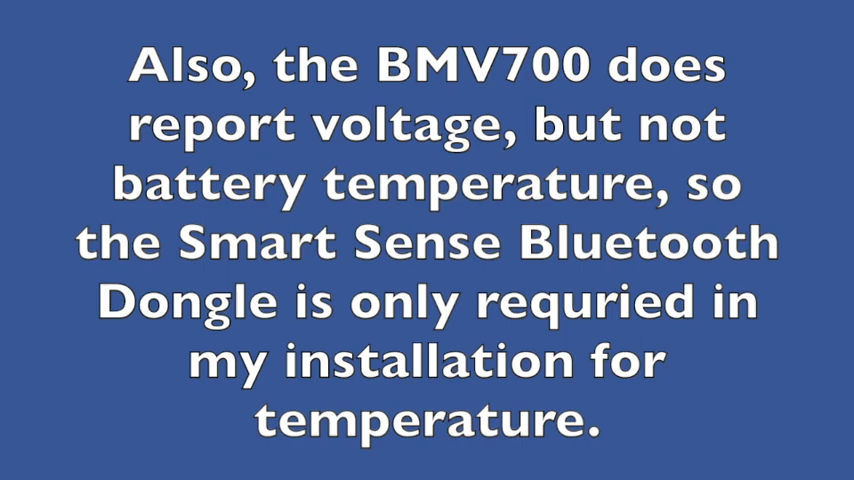 Also, the BMV700 does
report voltage, but not
battery temperature, so
the Smart Sense Bluetooth
Dongle is only requried in
my installation for
temperature.